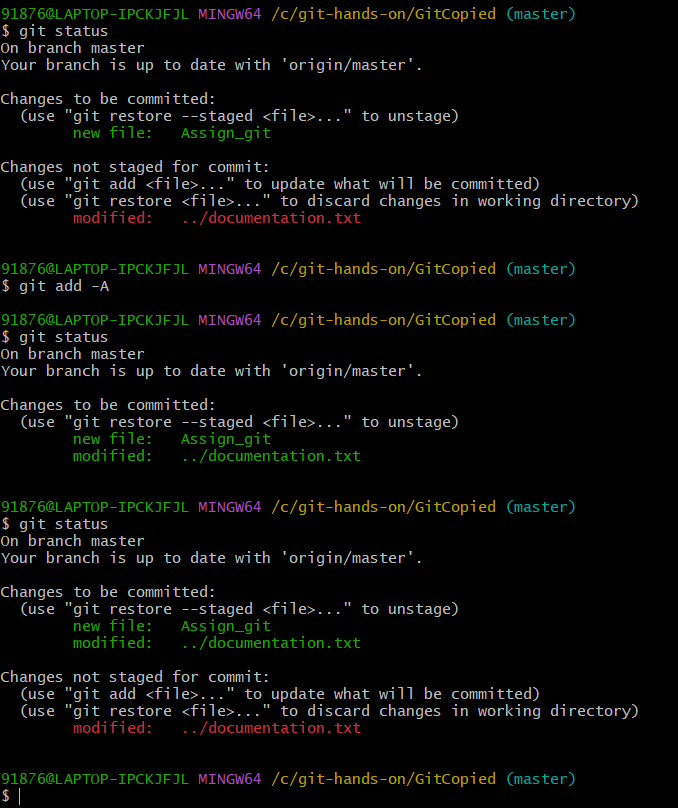 91876@LAPTOP-IPCKJFJL MINGW64 /c/git-hands-on/GitCopied (master)
$ git status
On branch master
Your branch is up to date with 'origin/master'.
Changes to be committed:
(use "git restore --staged <file>..." to unstage)
new file:   Assign_git
Changes not staged for commit:
(use "git add <file>..." to update what will be committed)
(use "git restore <file>..." to discard changes in working directory)
modified:   ../documentation.txt
91876@LAPTOP-IPCKJFJL MINGW64 /c/git-hands-on/GitCopied (master)
$ git add -A
91876@LAPTOP-IPCKJFJL MINGW64 /c/git-hands-on/GitCopied (master)
$ git status
On branch master
Your branch is up to date with 'origin/master'.
Changes to be committed:
(use "git restore --staged <file>..." to unstage)
new file:   Assign_git
modified:   ../documentation.txt
91876@LAPTOP-IPCKJFJL MINGW64 /c/git-hands-on/GitCopied (master)
$ git status
On branch master
Your branch is up to date with 'origin/master'.
Changes to be committed:
(use "git restore --staged <file>..." to unstage)
new file:   Assign_git
modified:   ../documentation.txt
Changes not staged for commit:
(use "git add <file>..." to update what will be committed)
(use "git restore <file>..." to discard changes in working directory)
modified:   ../documentation.txt
91876@LAPTOP-IPCKJFJL MINGW64 /c/git-hands-on/GitCopied (master)
$